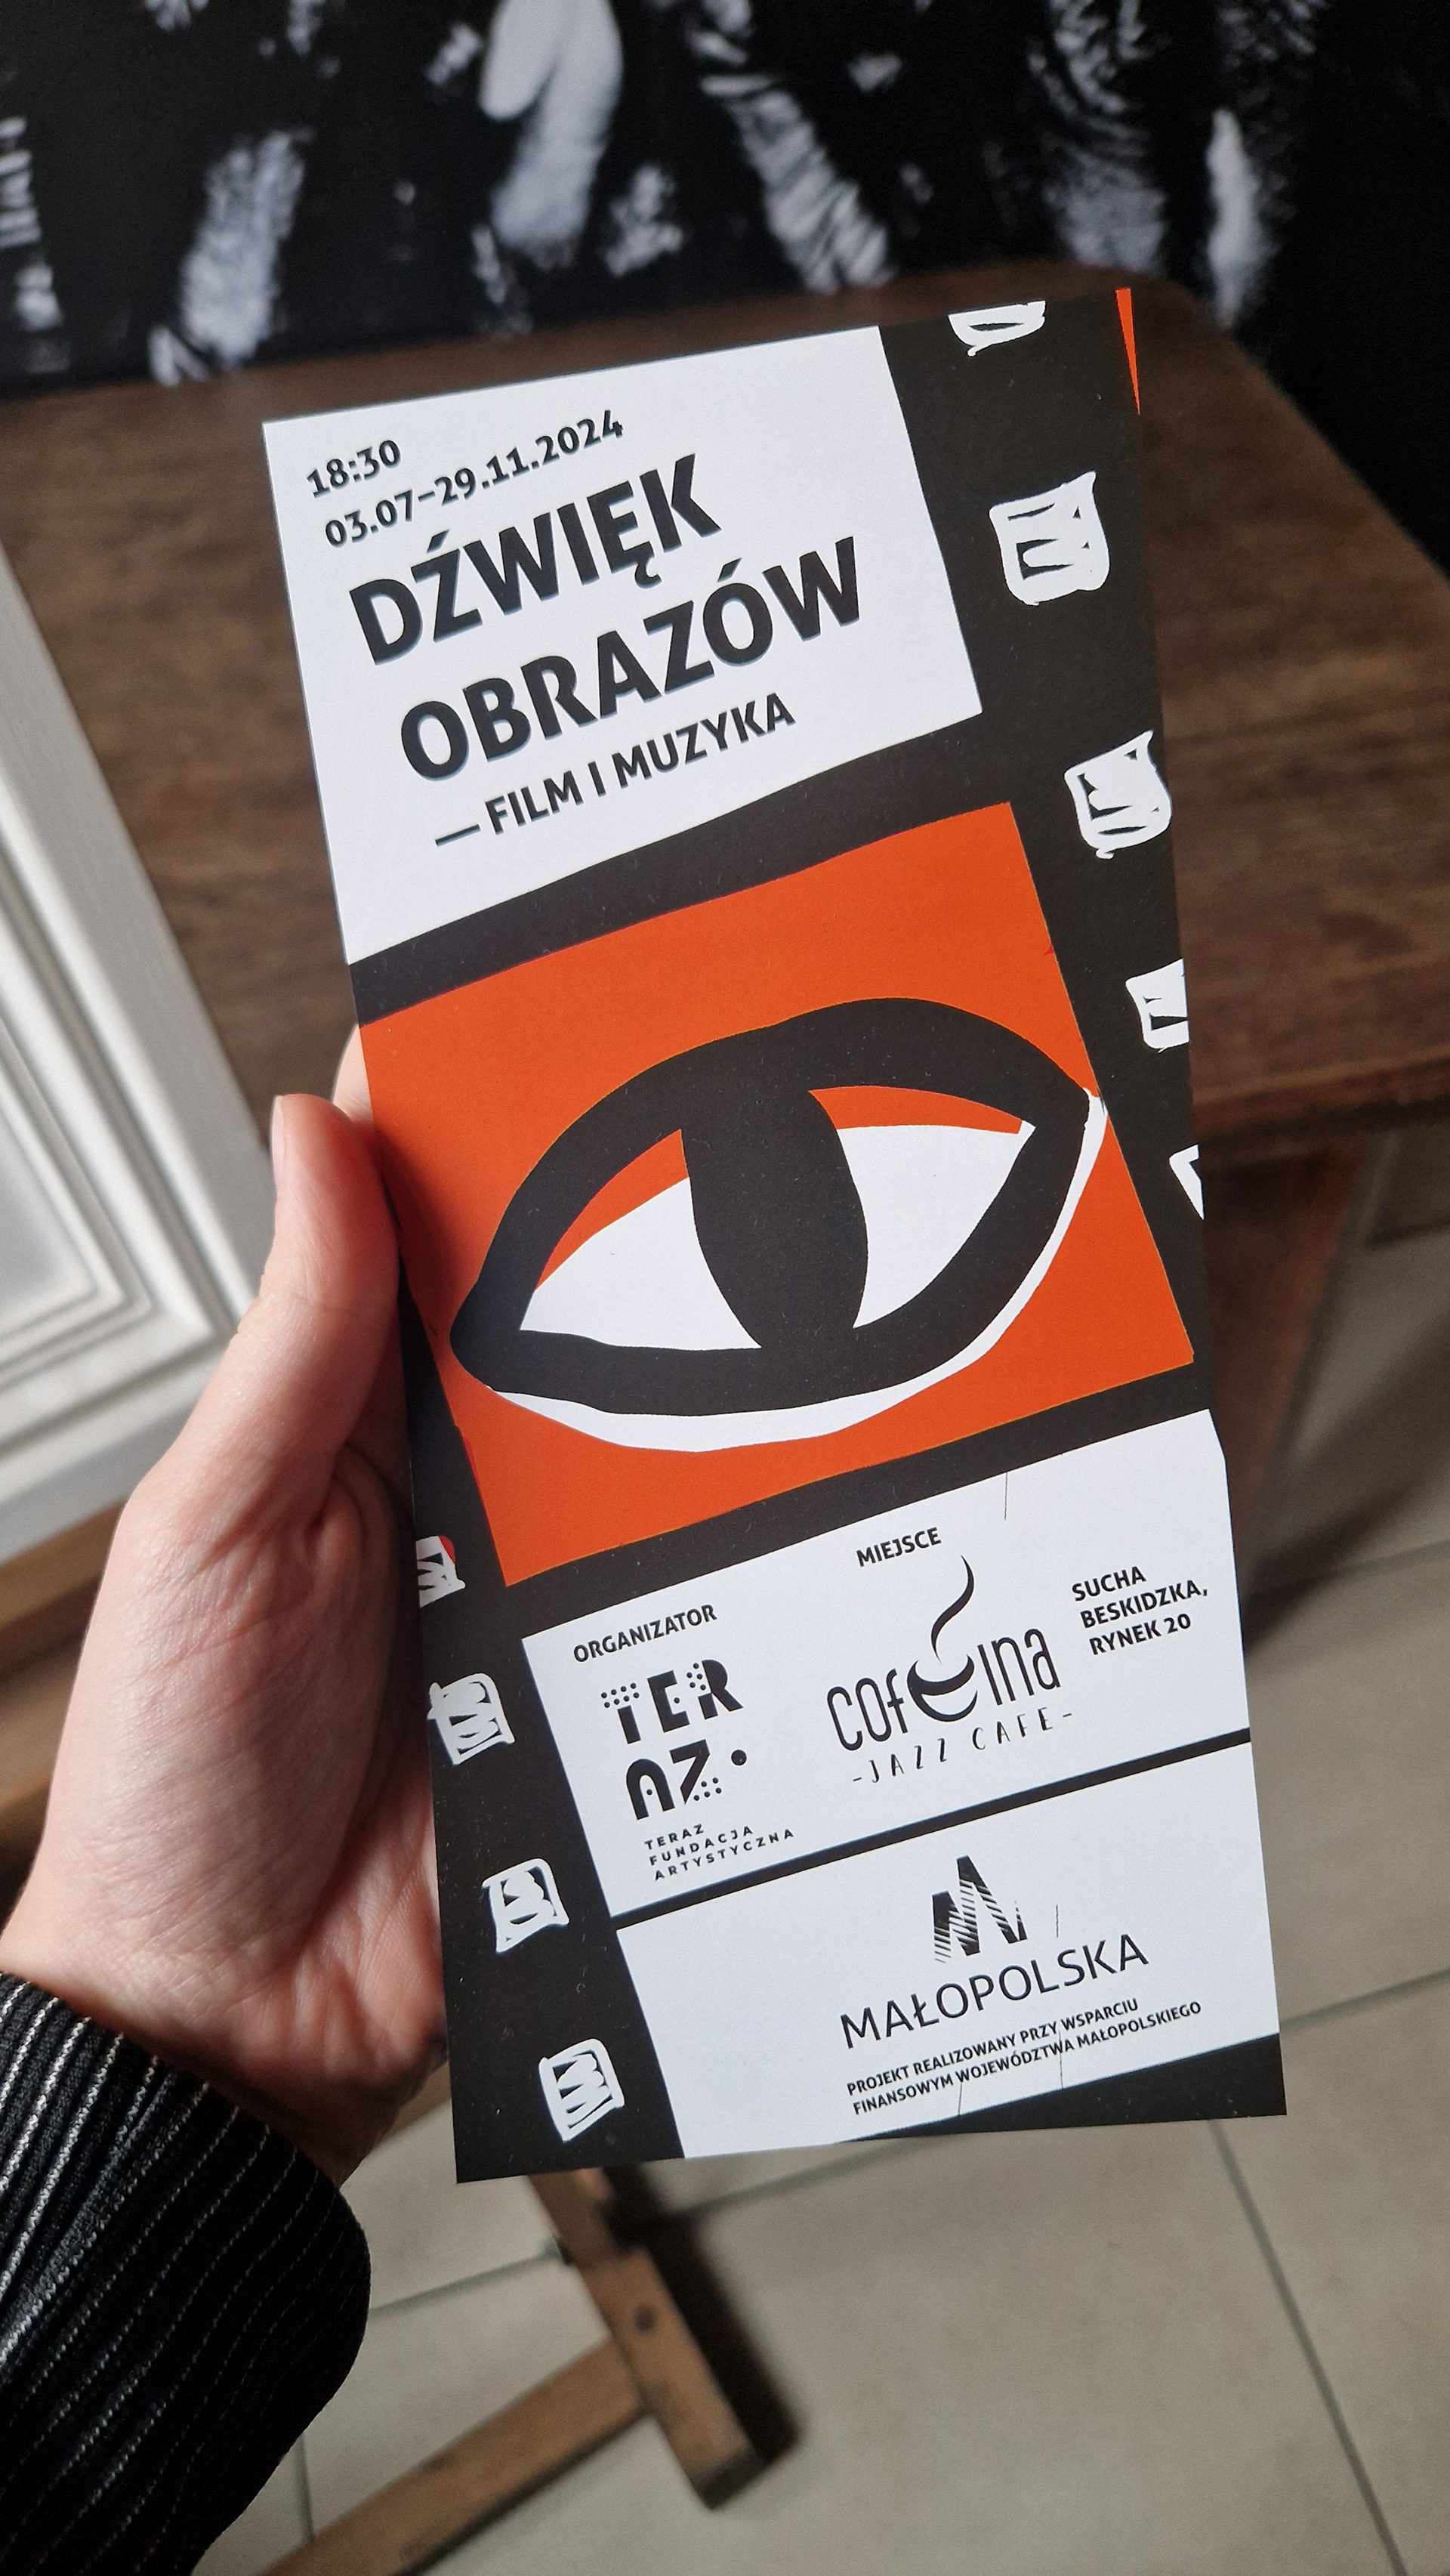 18:30
03.07–29.11.2024
DŹWIĘK
OBRAZÓW
— FILM I MUZYKA
ORGANIZATOR
TER
AZ•
TERAZ
FUNDACJA
ARTYSTYCZNA
MIEJSCE
cofeina
-JAZZ CAFE-
SUCHA
BESKIDZKA,
RYNEK 20
MAŁOPOLSKA
PROJEKT REALIZOWANY PRZY WSPARCIU
FINANSOWYM WOJEWÓDZTWA MAŁOPOLSKIEGO